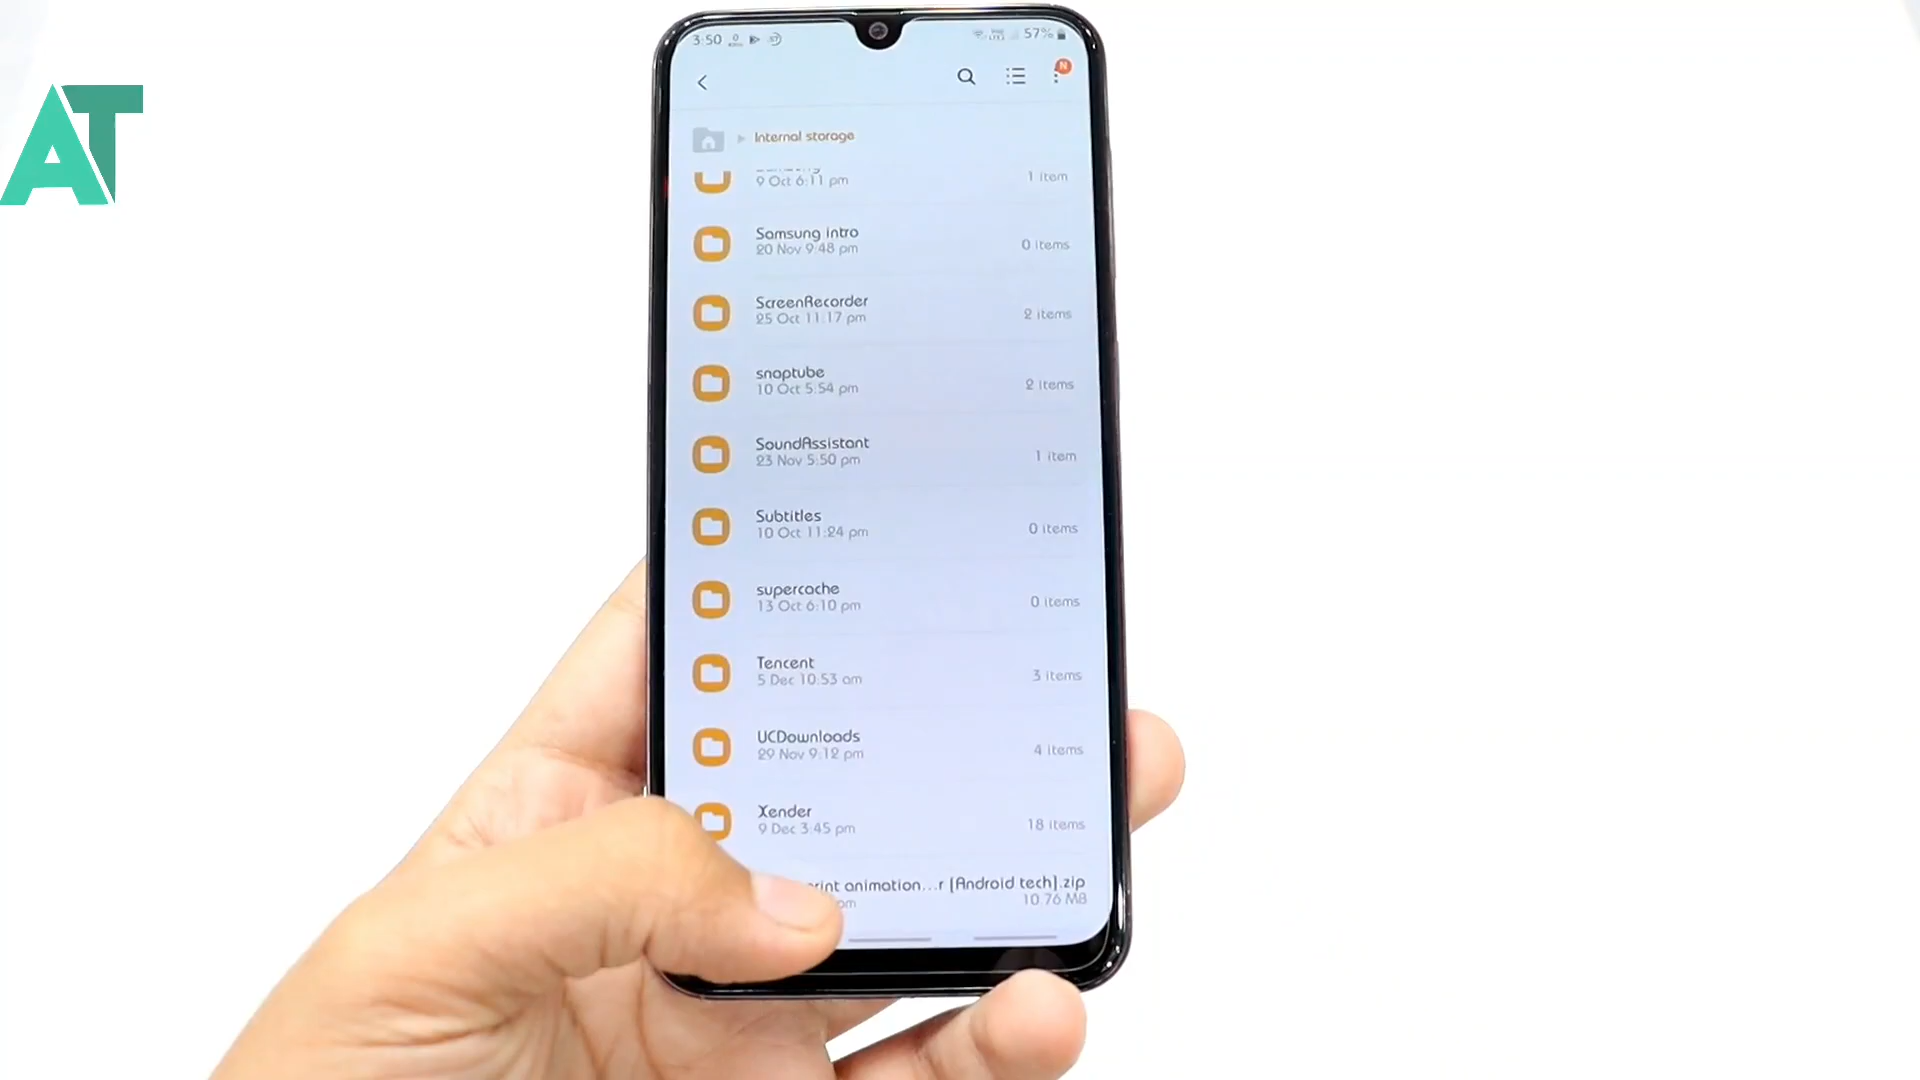 AT
3:50
57%
N
Internal storage
9 Oct 6:11 pm
1 item
Samsung intro
20 Nov 9:48 pm
0 items
ScreenRecorder
25 Oct 11:17 pm
2 items
snaptube
10 Oct 5:54 pm
2 items
SoundAssistant
23 Nov 5:50 pm
1 item
Subtitles
10 Oct 11:24 pm
0 items
supercache
13 Oct 6:10 pm
0 items
Tencent
5 Dec 10:53 am
3 items
UCDownloads
29 Nov 9:12 pm
4 items
Xender
9 Dec 3:45 pm
18 items
rint animation...r [Android tech].zip
pm
10.76 MB